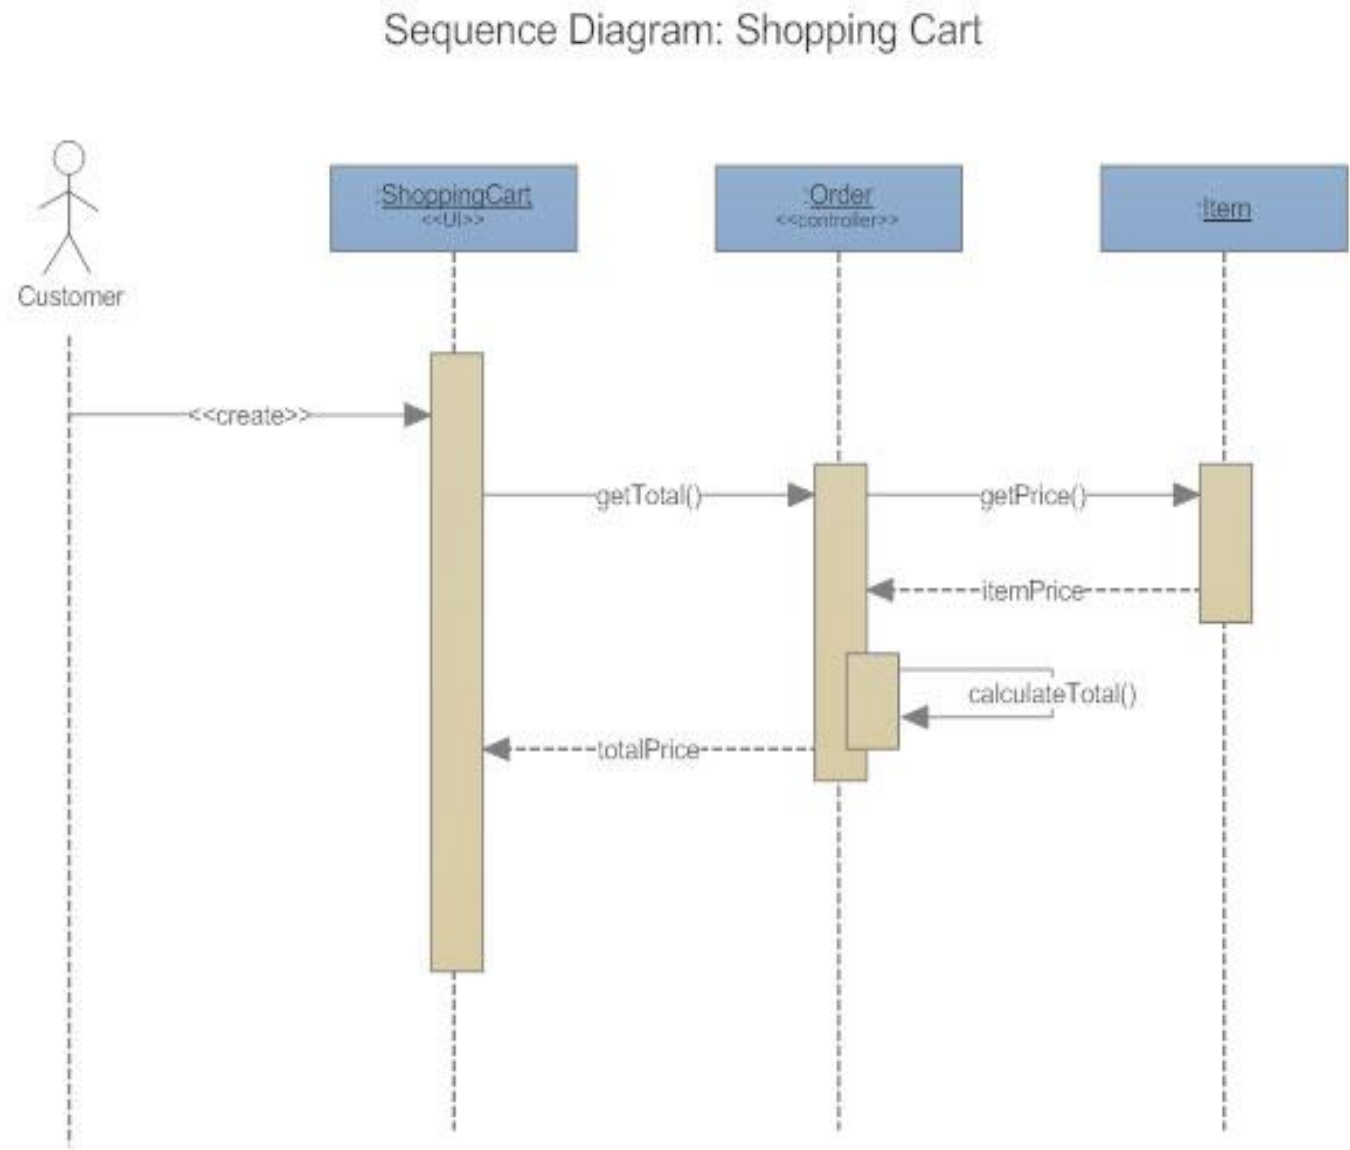 Sequence Diagram: Shopping Cart
:ShoppingCart
<<UI>>
:Order
<<controller>>
:Item
Customer
<<create>>
getTotal()
getPrice()
itemPrice
calculateTotal()
totalPrice